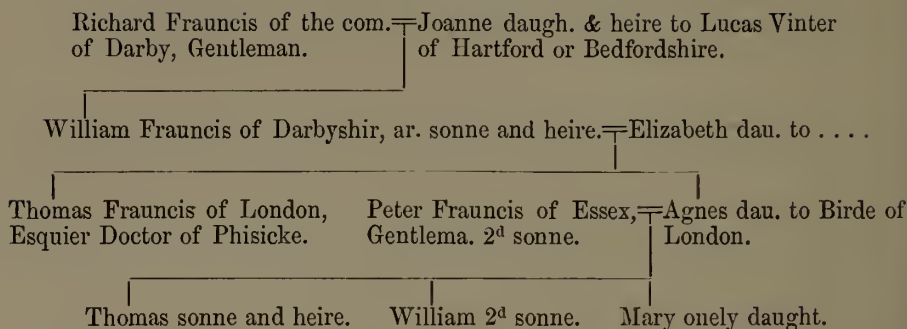 Richard Frauncis of the com. Joanne daugh. & heire to Lucas Vinter
of Darby, Gentleman. of Hartford or Bedfordshire.
William Frauncis of Darbyshir, ar. sonne and heire. Elizabeth dau. to . . . .
Thomas Frauncis of London, Peter Frauncis of Essex, Agnes dau. to Birde of
Esquier Doctor of Phisicke. Gentlema. 2d sonne. London.
Thomas sonne and heire. William 2d sonne. Mary onely daught.